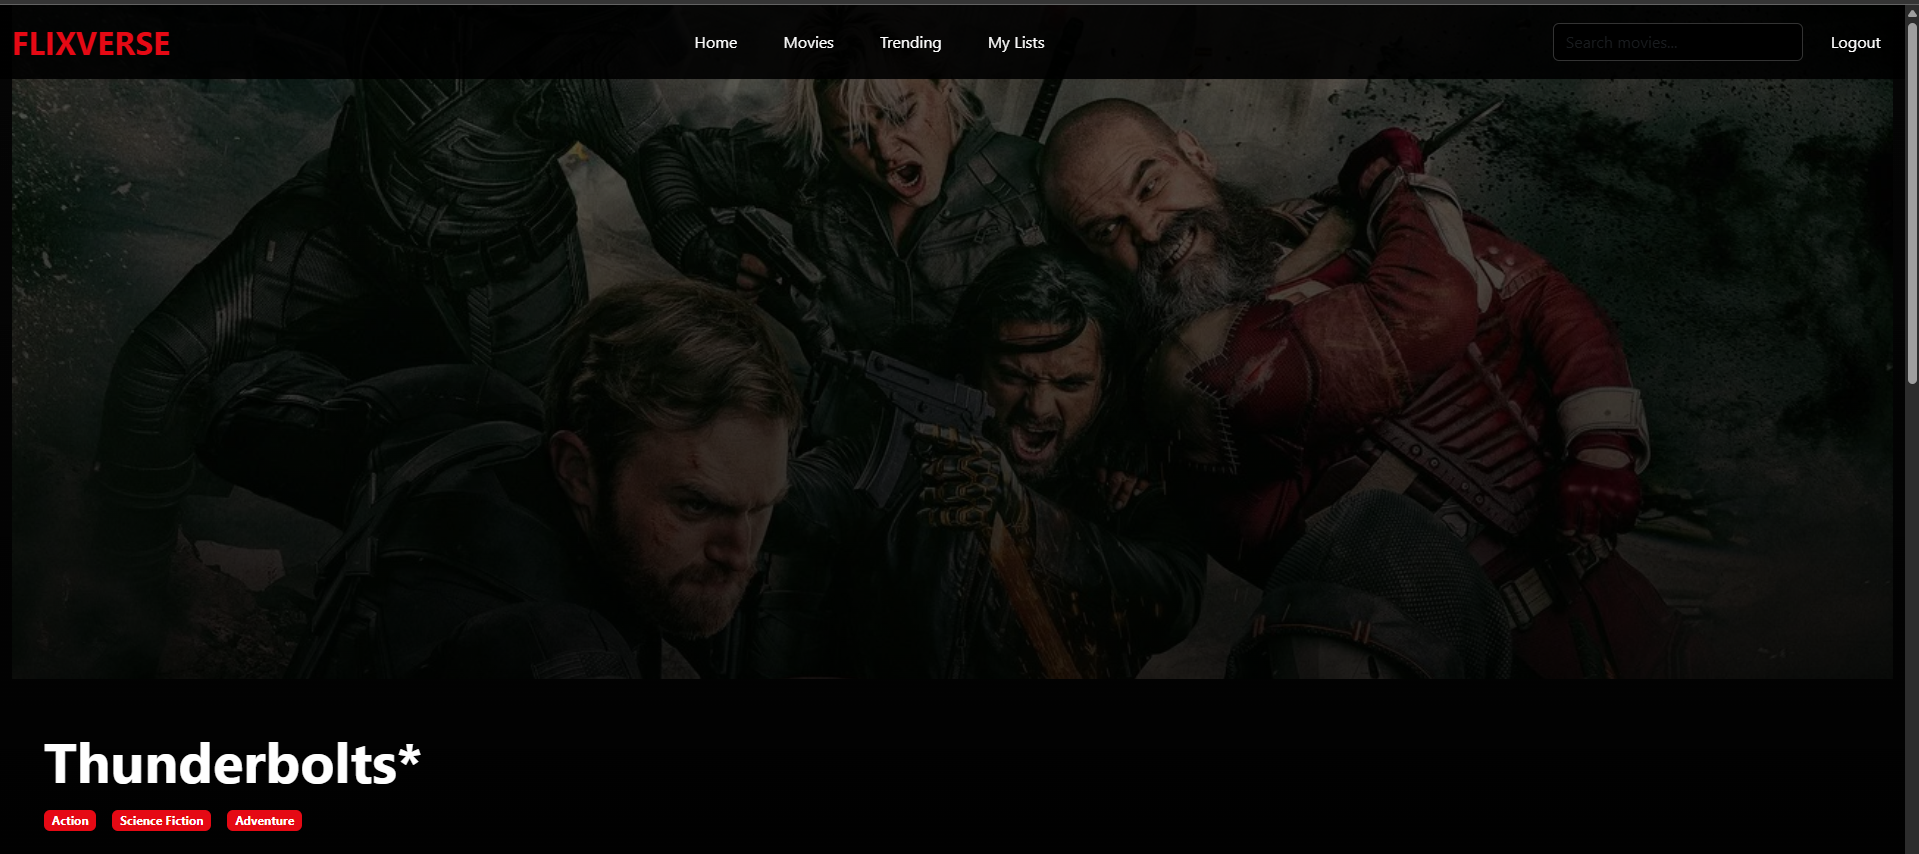 FLIXVERSE
Home Movies Trending My Lists
Search movies...
Logout
Thunderbolts*
Action Science Fiction Adventure